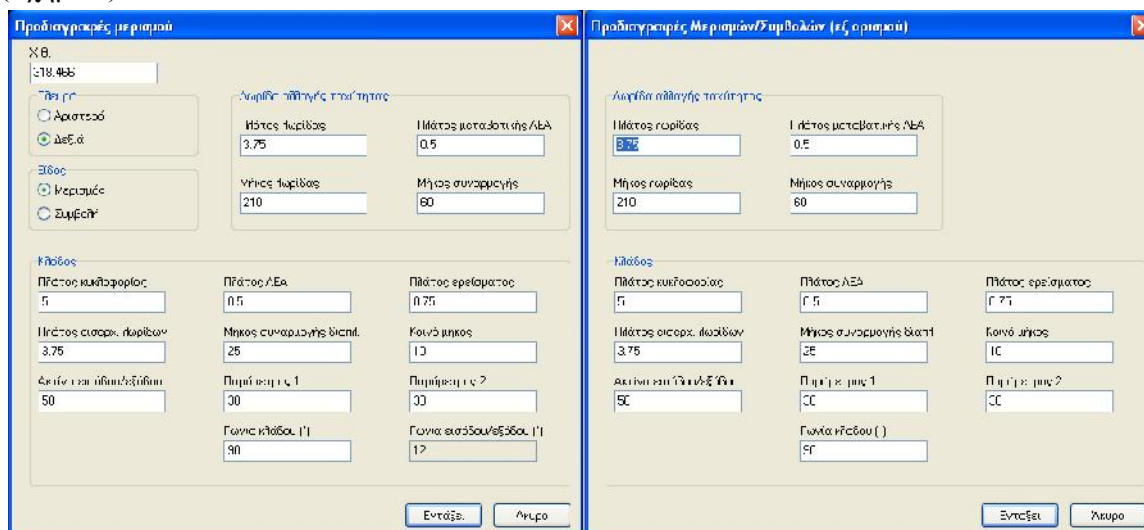 Προδιαγραφές μερισμού
Χ.Θ.
318.466
Πλευρά
Αριστερά
Δεξιά
Είδος
Μερισμός
Συμβολή
Λωρίδα αλλαγής ταχύτητας
Πλάτος λωρίδας
Πλάτος μεταβατικής ΛΕΑ
3.75
0.5
Μήκος λωρίδας
Μήκος συναρμογής
210
60
Κλάδος
Πλάτος κυκλοφορίας
Πλάτος ΛΕΑ
Πλάτος ερείσματος
5
0.5
0.75
Πλάτος εισερχ. λωρίδων
Μήκος συναρμογής διαπλ.
Κοινό μήκος
3.75
25
10
Ακτίνα εισόδου/εξόδου
Παράμετρος 1
Παράμετρος 2
50
30
30
Γωνία κλάδου (°)
Γωνία εισόδου/εξόδου (°)
90
12
Εντάξει
Άκυρο
Προδιαγραφές Μερισμών/Συμβολών (εξ ορισμού)
Λωρίδα αλλαγής ταχύτητας
Πλάτος λωρίδας
Πλάτος μεταβατικής ΛΕΑ
3.75
0.5
Μήκος λωρίδας
Μήκος συναρμογής
210
60
Κλάδος
Πλάτος κυκλοφορίας
Πλάτος ΛΕΑ
Πλάτος ερείσματος
5
0.5
0.75
Πλάτος εισερχ. λωρίδων
Μήκος συναρμογής διαπλ
Κοινό μήκος
3.75
25
10
Ακτίνα εισόδου/εξόδου
Παράμετρος 1
Παράμετρος 2
50
30
30
Γωνία κλάδου (°)
90
Εντάξει
Άκυρο